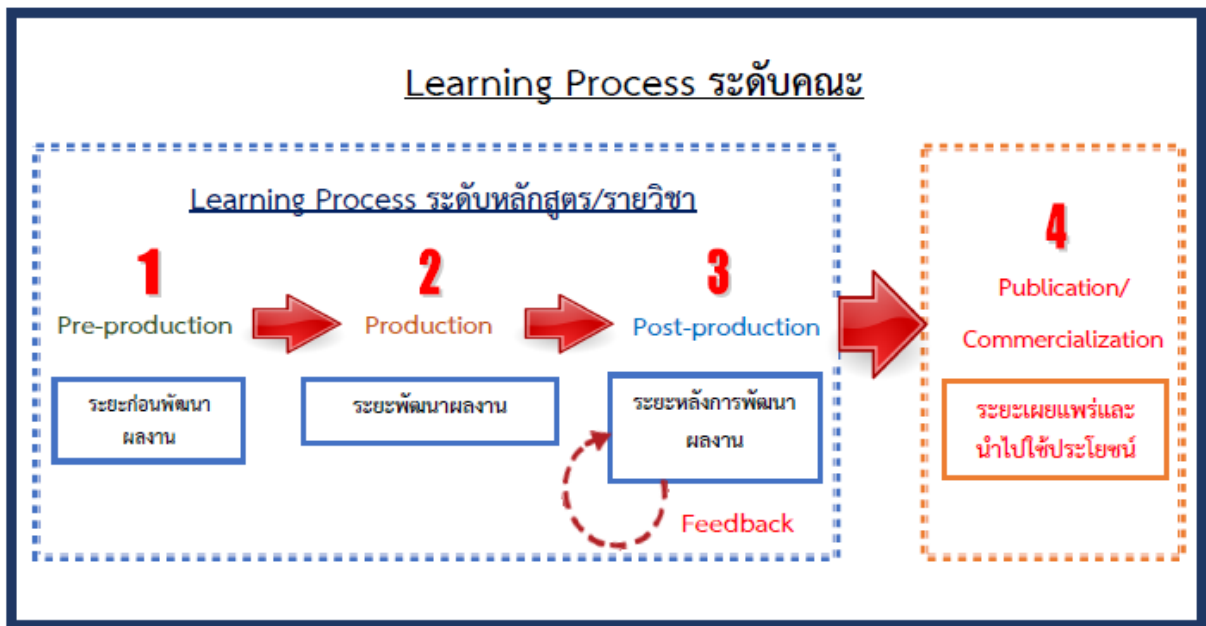 Learning Process ระดับคณะ
Learning Process ระดับหลักสูตร/รายวิชา
1
Pre-production
ระยะก่อนพัฒนา
ผลงาน
2
Production
ระยะพัฒนาผลงาน
3
Post-production
ระยะหลังการพัฒนา
ผลงาน
Feedback
4
Publication/
Commercialization
ระยะเผยแพร่และ
นำไปใช้ประโยชน์